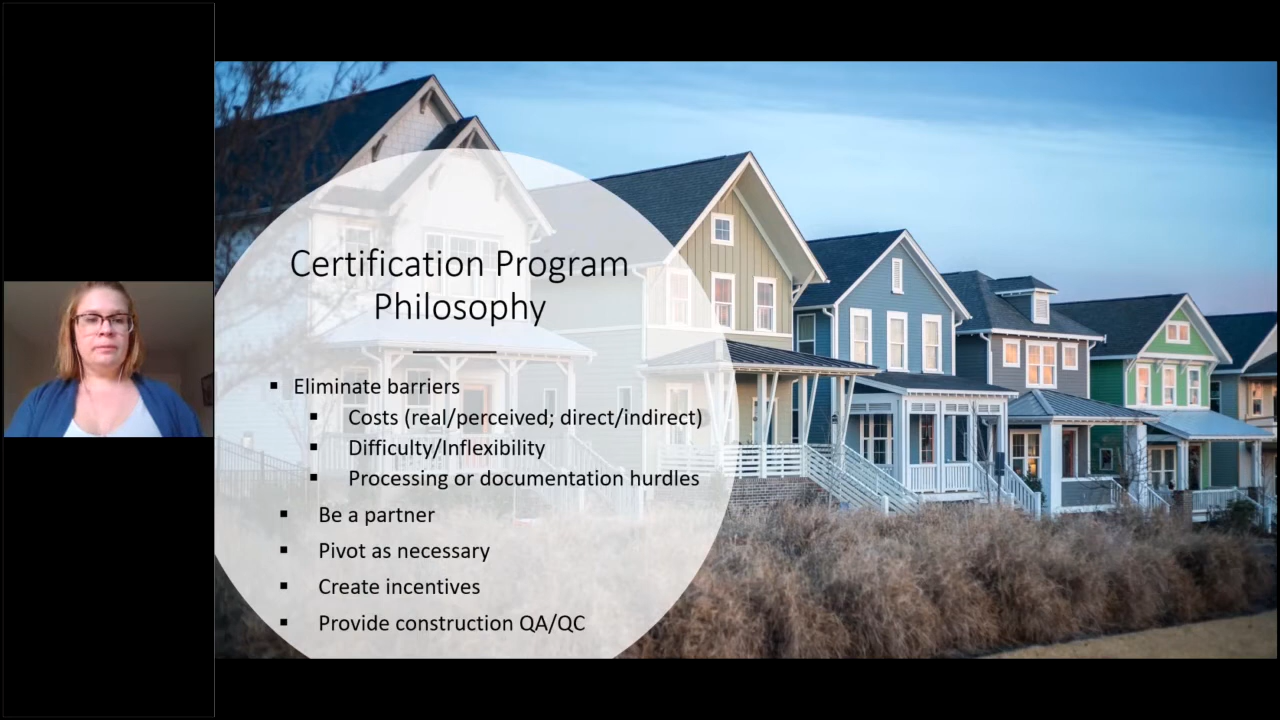 Certification Program
Philosophy
▪ Eliminate barriers
▪ Costs (real/perceived; direct/indirect)
▪ Difficulty/Inflexibility
▪ Processing or documentation hurdles
▪ Be a partner
▪ Pivot as necessary
▪ Create incentives
▪ Provide construction QA/QC